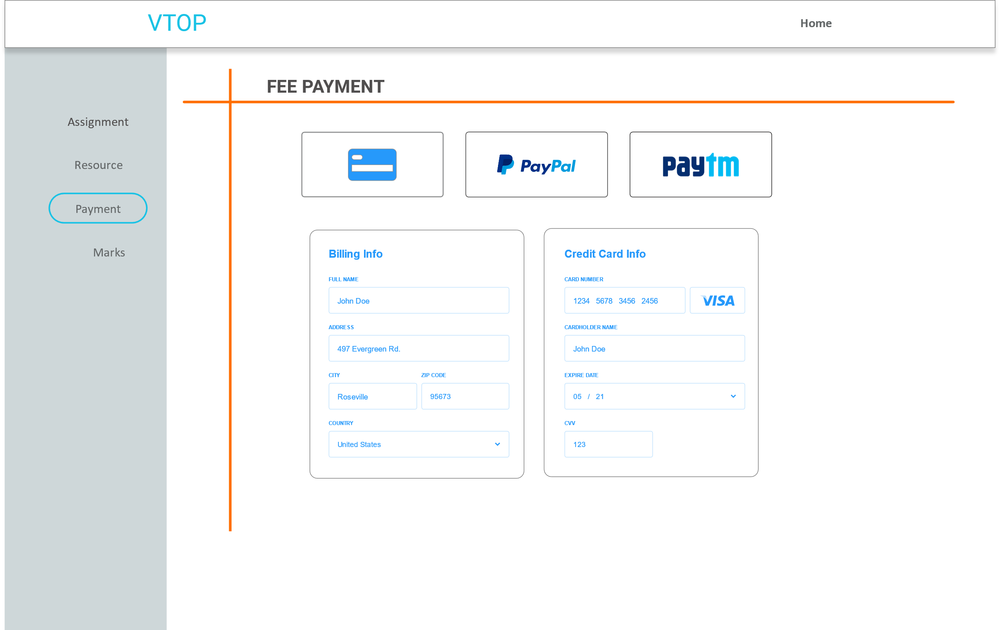 VTOP
Home
FEE PAYMENT
Assignment
Resource
Payment
Marks
PayPal
paytm
Billing Info
FULL NAME
John Doe
ADDRESS
497 Evergreen Rd.
CITY ZIP CODE
Roseville 95673
COUNTRY
United States
Credit Card Info
CARD NUMBER
1234 5678 3456 2456 VISA
CARDHOLDER NAME
John Doe
EXPIRE DATE
05 / 21
CVV
123